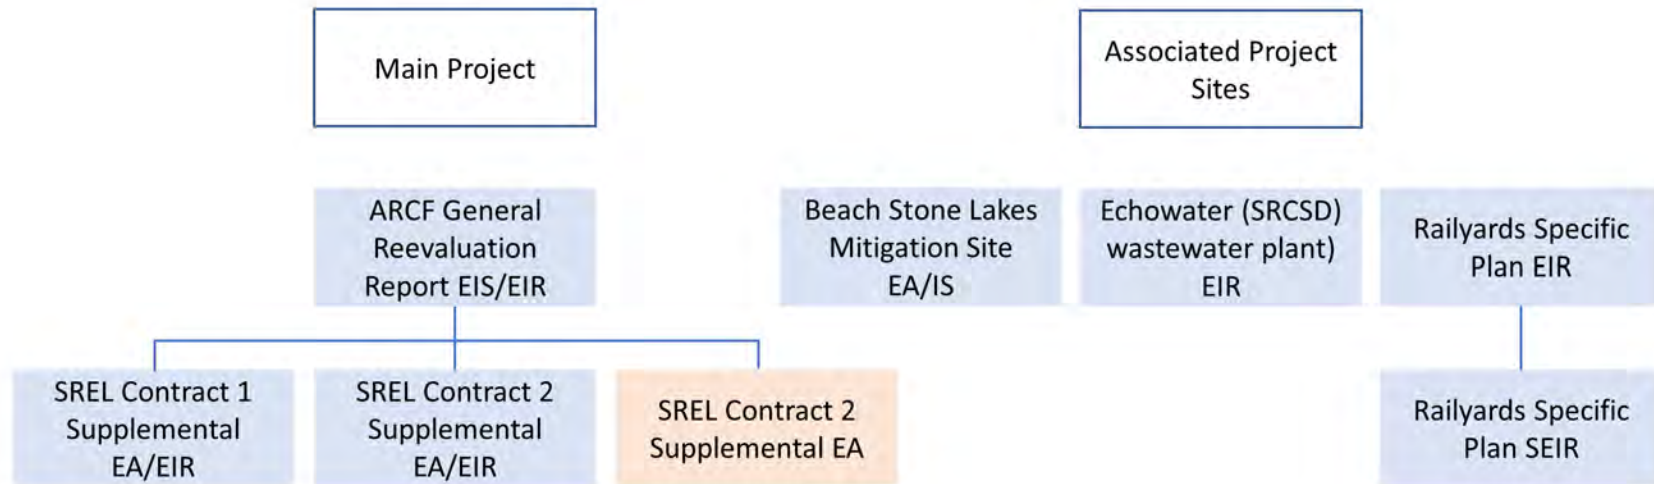 Main Project
Associated Project
Sites
ARCF General
Reevaluation
Report EIS/EIR
Beach Stone Lakes
Mitigation Site
EA/IS
Echowater (SRCSD)
wastewater plant)
EIR
Railyards Specific
Plan EIR
SREL Contract 1
Supplemental
EA/EIR
SREL Contract 2
Supplemental
EA/EIR
SREL Contract 2
Supplemental EA
Railyards Specific
Plan SEIR